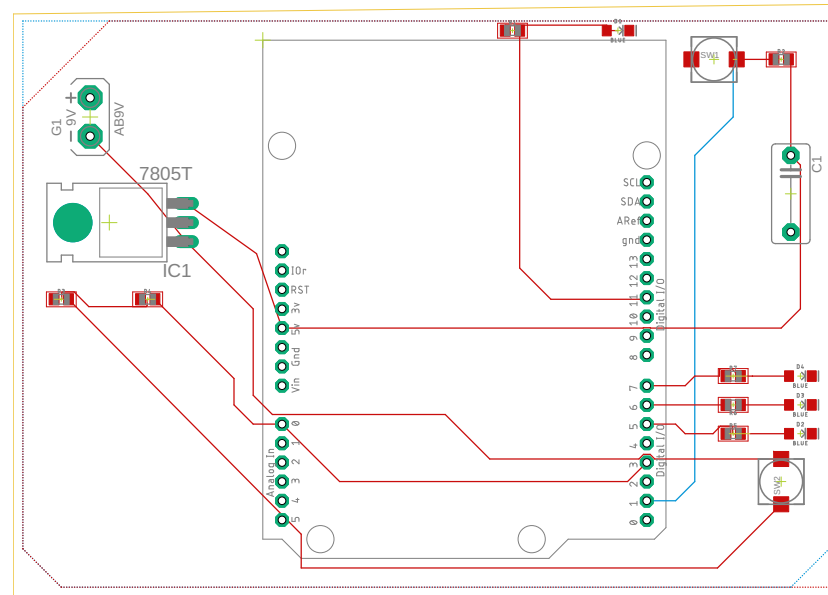 D1
BLUE
SW1
G1
+
9V
−
AB9V
C1
7805T
IC1
SCL
SDA
ARef
gnd
13
12
11
10
9
8
Digital I/O
IOr
RST
3v
5v
Gnd
Vin
7
6
5
4
3
2
1
0
Digital I/O
0
1
2
3
4
5
Analog In
D4
BLUE
D3
BLUE
D2
BLUE
SW2